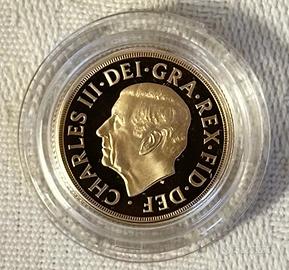 · CHARLES III · DEI · GRA · REX · FID · DEF ·